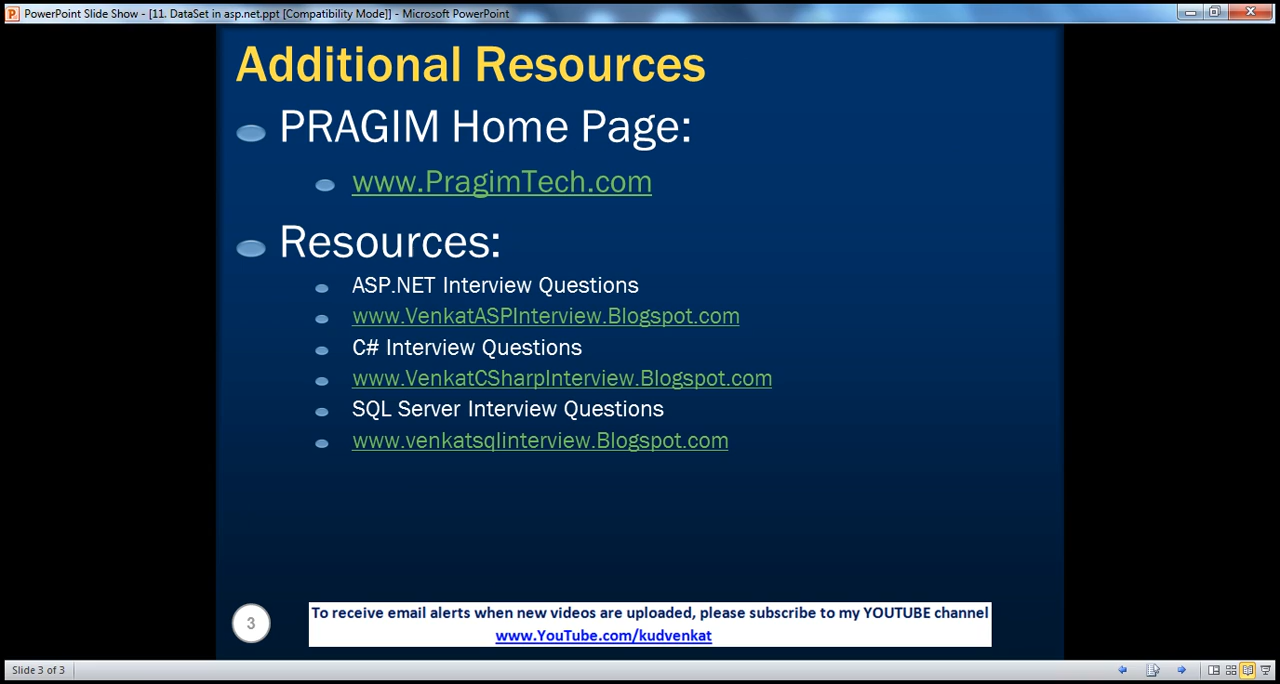 PowerPoint Slide Show - [11. DataSet in asp.net.ppt [Compatibility Mode]] - Microsoft PowerPoint
Additional Resources
PRAGIM Home Page:
www.PragimTech.com
Resources:
ASP.NET Interview Questions
www.VenkatASPInterview.Blogspot.com
C# Interview Questions
www.VenkatCSharpInterview.Blogspot.com
SQL Server Interview Questions
www.venkatsqlinterview.Blogspot.com
3
To receive email alerts when new videos are uploaded, please subscribe to my YOUTUBE channel
www.YouTube.com/kudvenkat
Slide 3 of 3